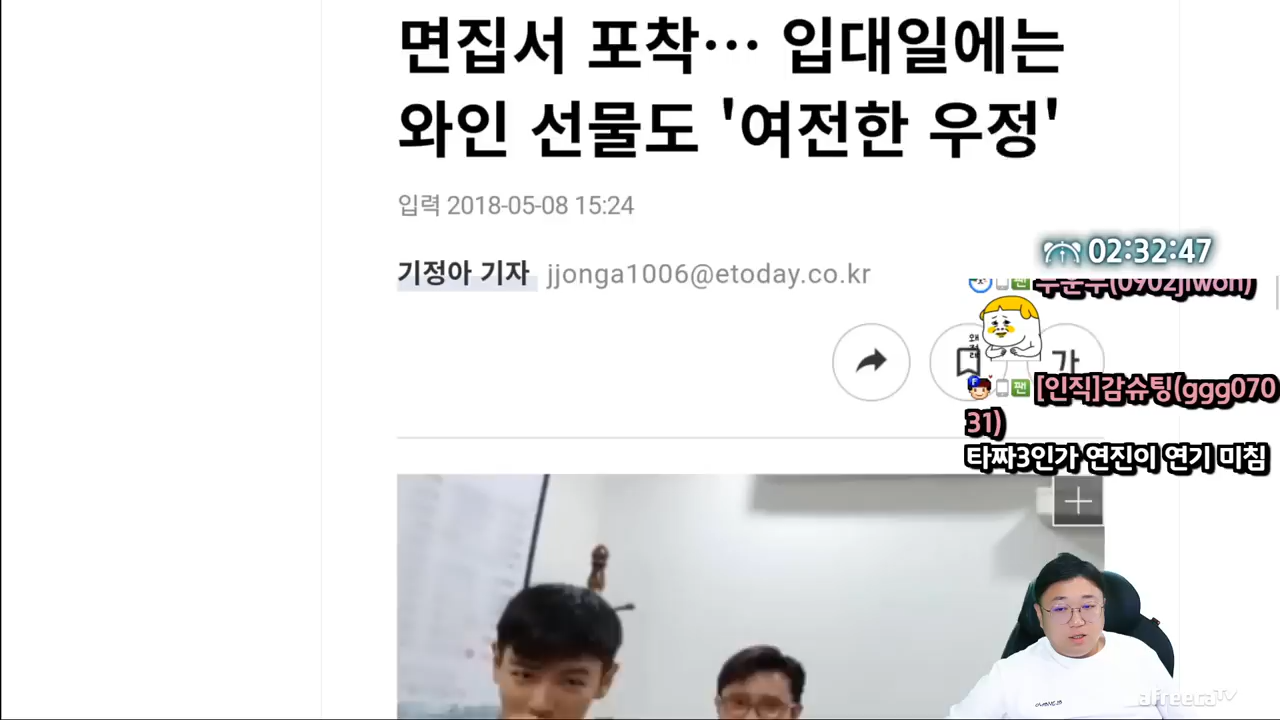 면집서 포착… 입대일에는
와인 선물도 '여전한 우정'
입력 2018-05-08 15:24
기정아 기자 jjonga1006@etoday.co.kr
02:32:47
팬
가
팬 [인직]감슈팅(ggg070
31)
타짜3인가 연진이 연기 미침
afreecaTV